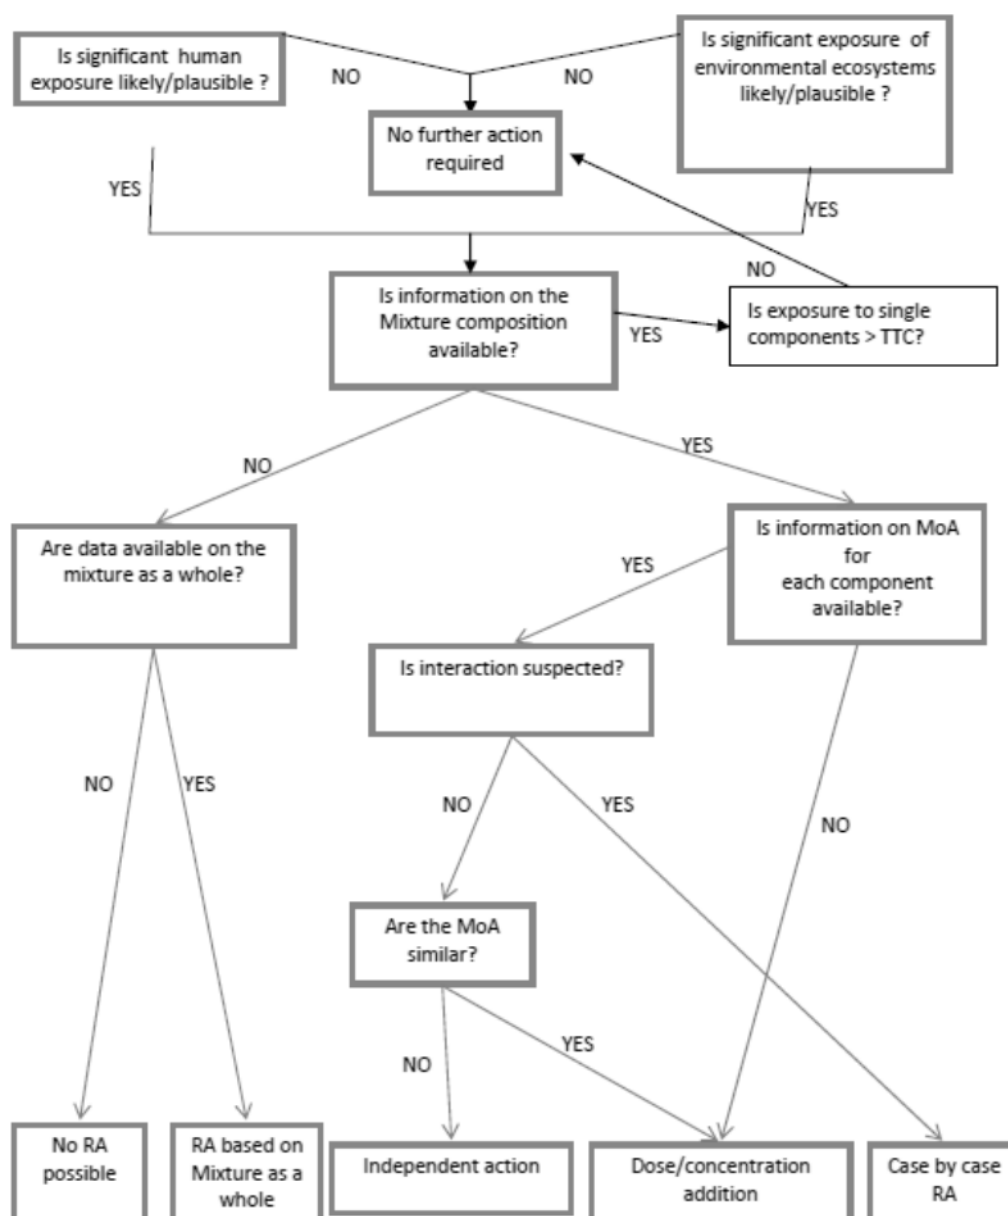 Is significant human
exposure likely/plausible ?
NO
NO
Is significant exposure of
environmental ecosystems
likely/plausible ?
No further action
required
YES
YES
NO
Is information on the
Mixture composition
available?
YES
Is exposure to single
components > TTC?
NO
YES
Are data available on the
mixture as a whole?
Is information on MoA
for
each component
available?
YES
Is interaction suspected?
NO
YES
NO
YES
NO
Are the MoA
similar?
NO
YES
No RA
possible
RA based on
Mixture as a
whole
Independent action
Dose/concentration
addition
Case by case
RA